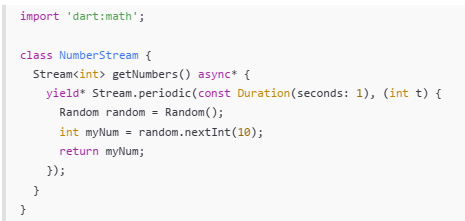 import 'dart:math';

class NumberStream {
  Stream<int> getNumbers() async* {
    yield* Stream.periodic(const Duration(seconds: 1), (int t) {
      Random random = Random();
      int myNum = random.nextInt(10);
      return myNum;
    });
  }
}